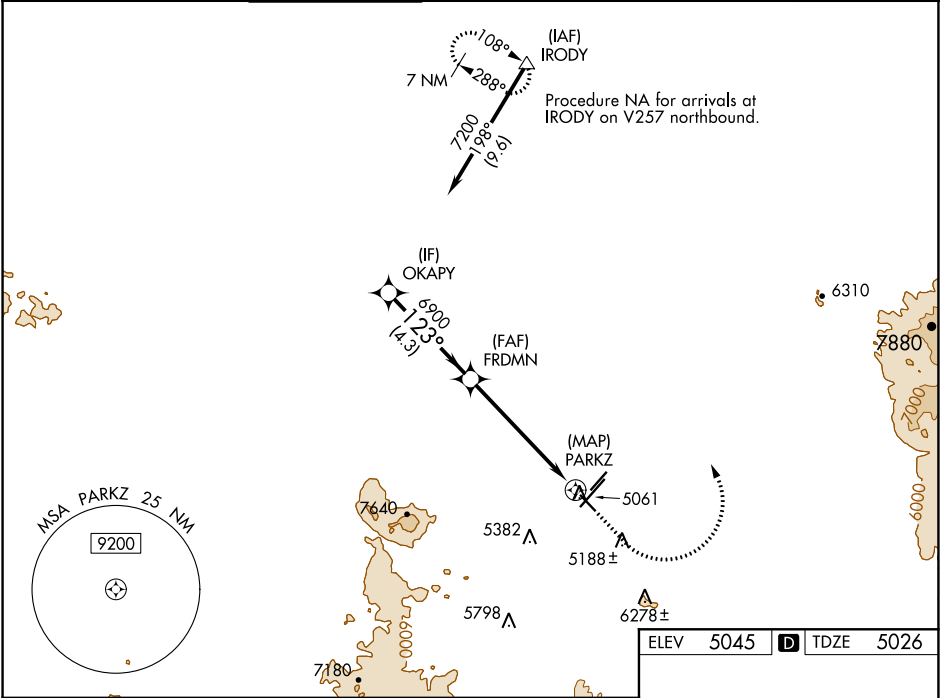 (IAF)
IRODY
108°
288°
7 NM
Procedure NA for arrivals at
IRODY on V257 northbound.
7200
198°
(9.6)
(IF)
OKAPY
6900
123°
(4.3)
(FAF)
FRDMN
6310
7880
7000
6000
(MAP)
PARKZ
5061
7640
5382
5188±
MSA PARKZ 25 NM
9200
5798
6000
6278±
7180
ELEV 5045 D TDZE 5026